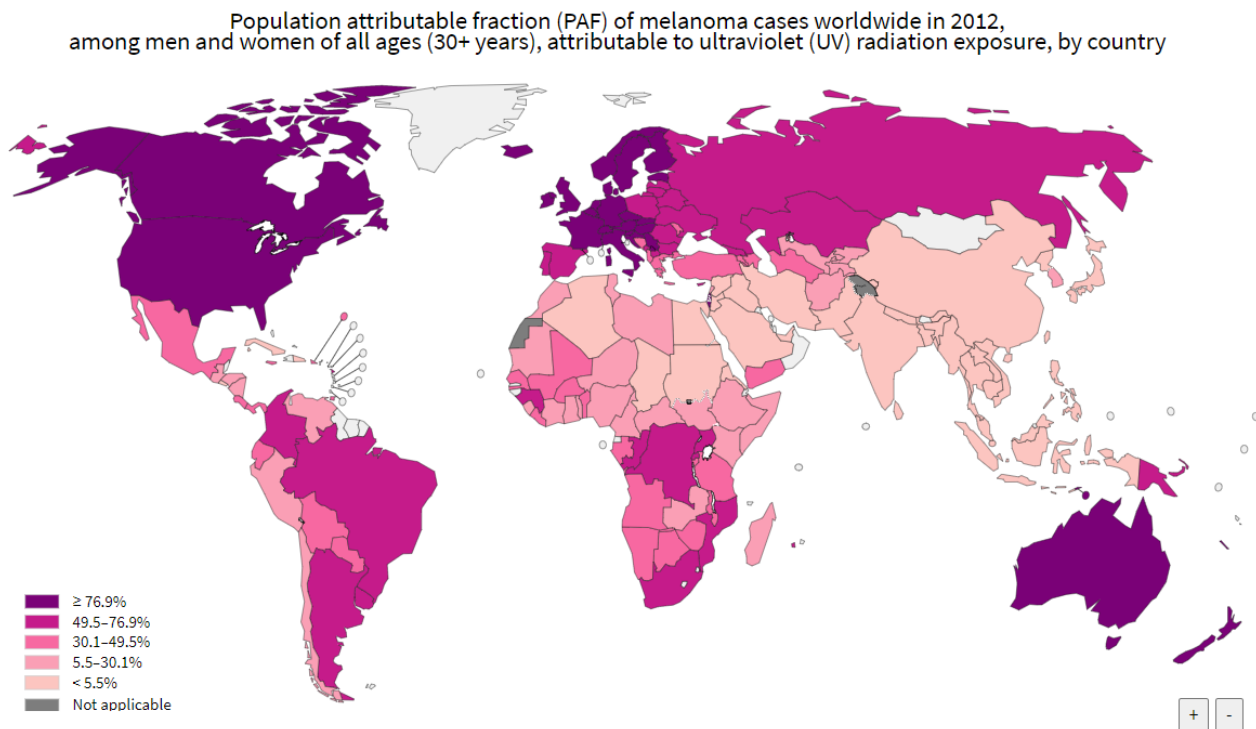 Population attributable fraction (PAF) of melanoma cases worldwide in 2012,
among men and women of all ages (30+ years), attributable to ultraviolet (UV) radiation exposure, by country
≥ 76.9%
49.5–76.9%
30.1–49.5%
5.5–30.1%
< 5.5%
Not applicable
+ -